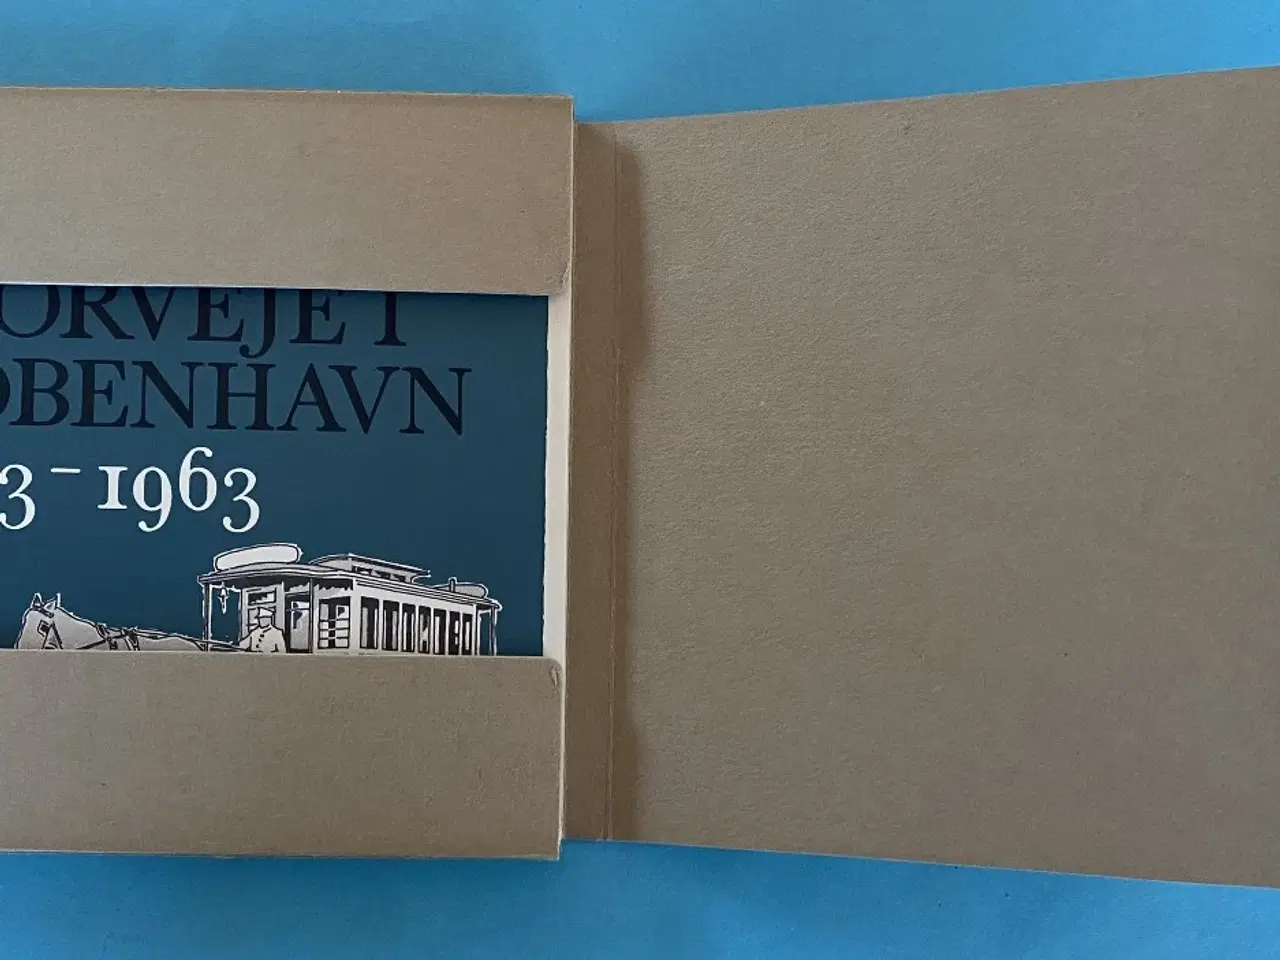 ORVEJE I
ØBENHAVN
3 – 1963